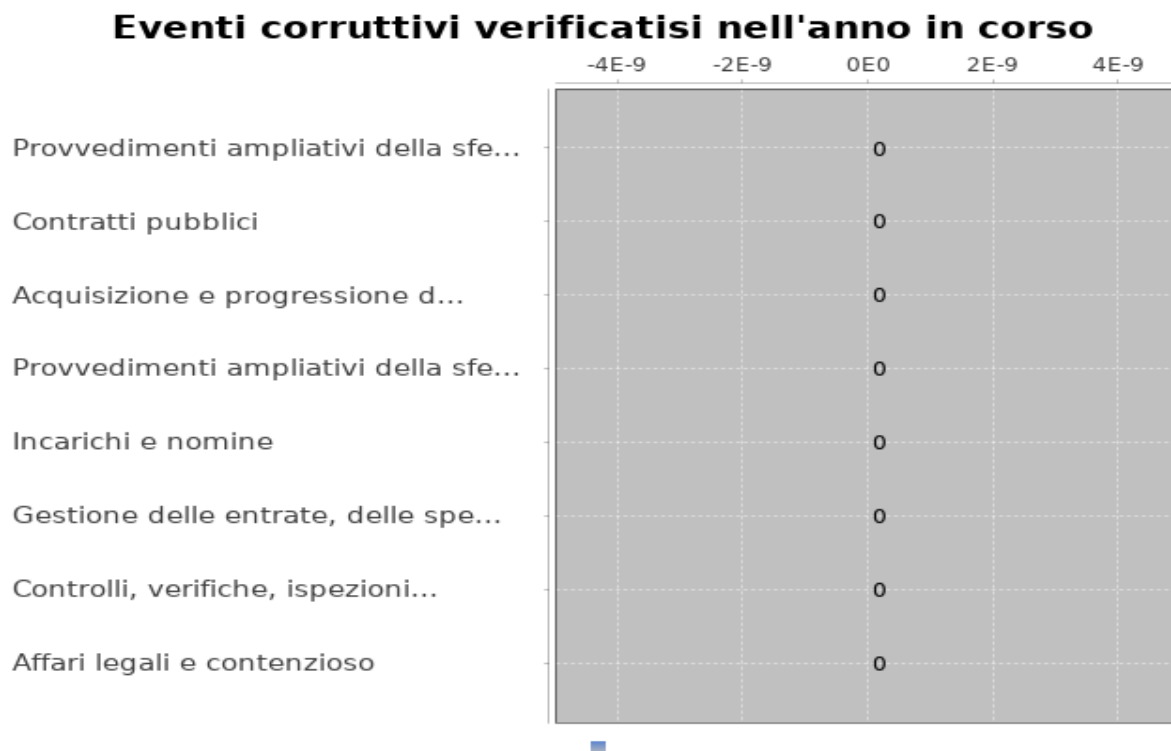 Eventi corruttivi verificatisi nell'anno in corso
-4E-9 -2E-9 0E0 2E-9 4E-9
Provvedimenti ampliativi della sfe... 0
Contratti pubblici 0
Acquisizione e progressione d... 0
Provvedimenti ampliativi della sfe... 0
Incarichi e nomine 0
Gestione delle entrate, delle spe... 0
Controlli, verifiche, ispezioni... 0
Affari legali e contenzioso 0